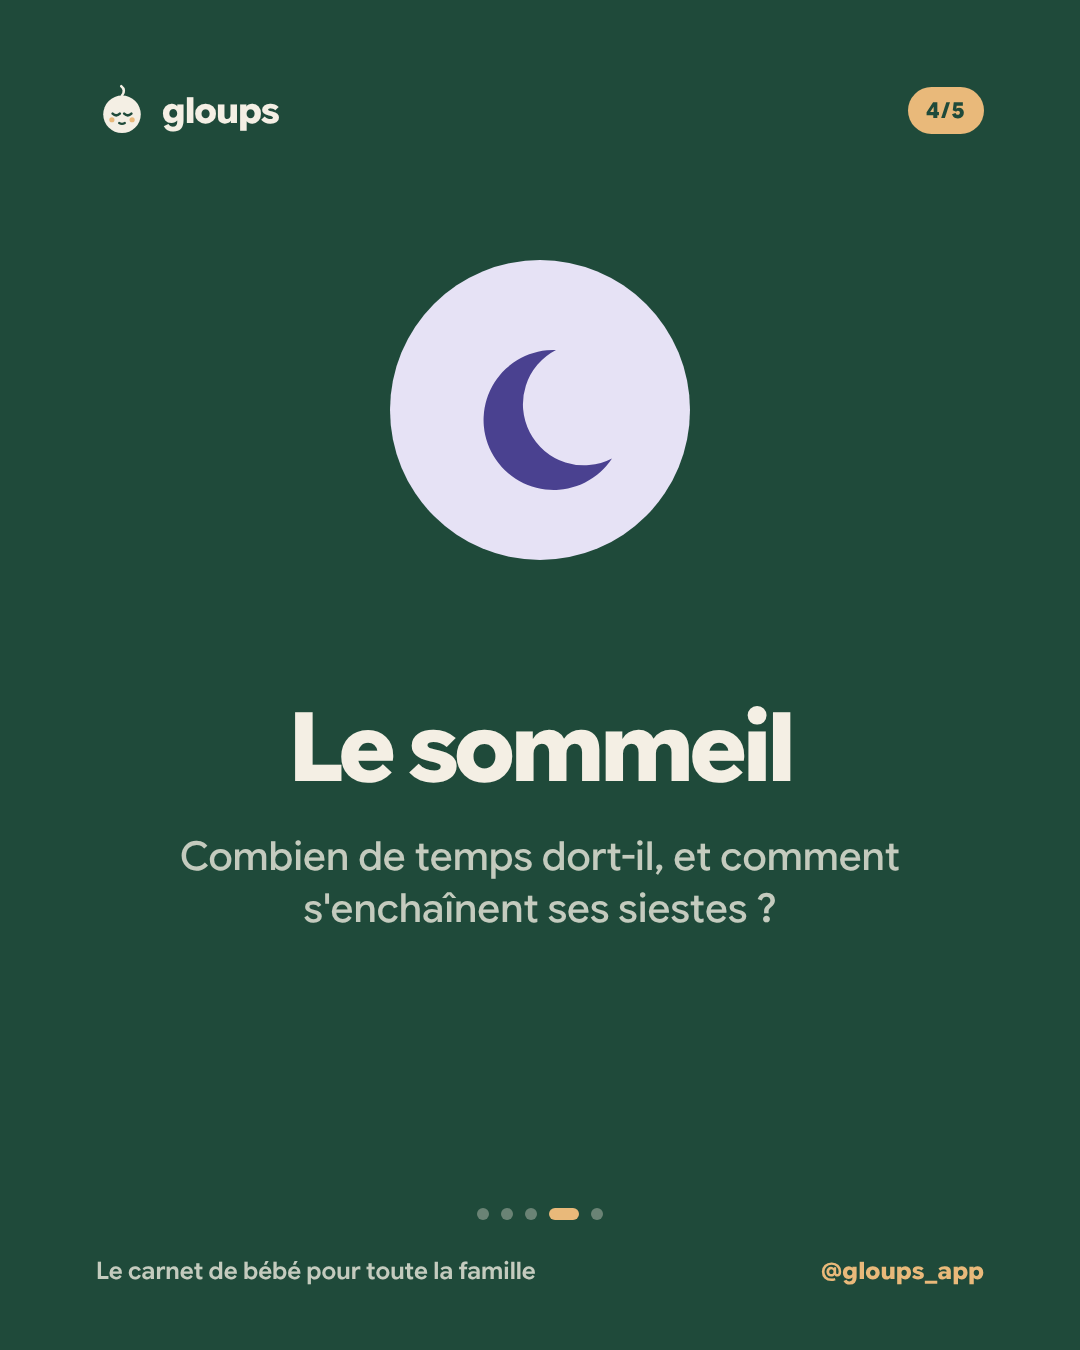 gloups
4/5
Le sommeil
Combien de temps dort-il, et comment
s'enchaînent ses siestes ?
Le carnet de bébé pour toute la famille
@gloups_app